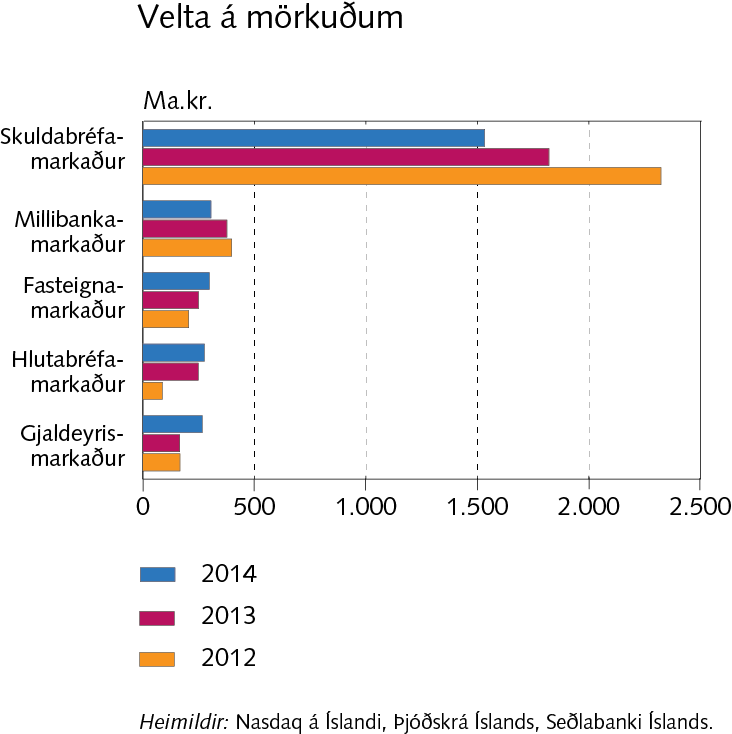 Velta á mörkuðum
Ma.kr.
Skuldabréfa-
markaður
Millibanka-
markaður
Fasteigna-
markaður
Hlutabréfa-
markaður
Gjaldeyris-
markaður
0 500 1.000 1.500 2.000 2.500
2014
2013
2012
Heimildir: Nasdaq á Íslandi, Þjóðskrá Íslands, Seðlabanki Íslands.